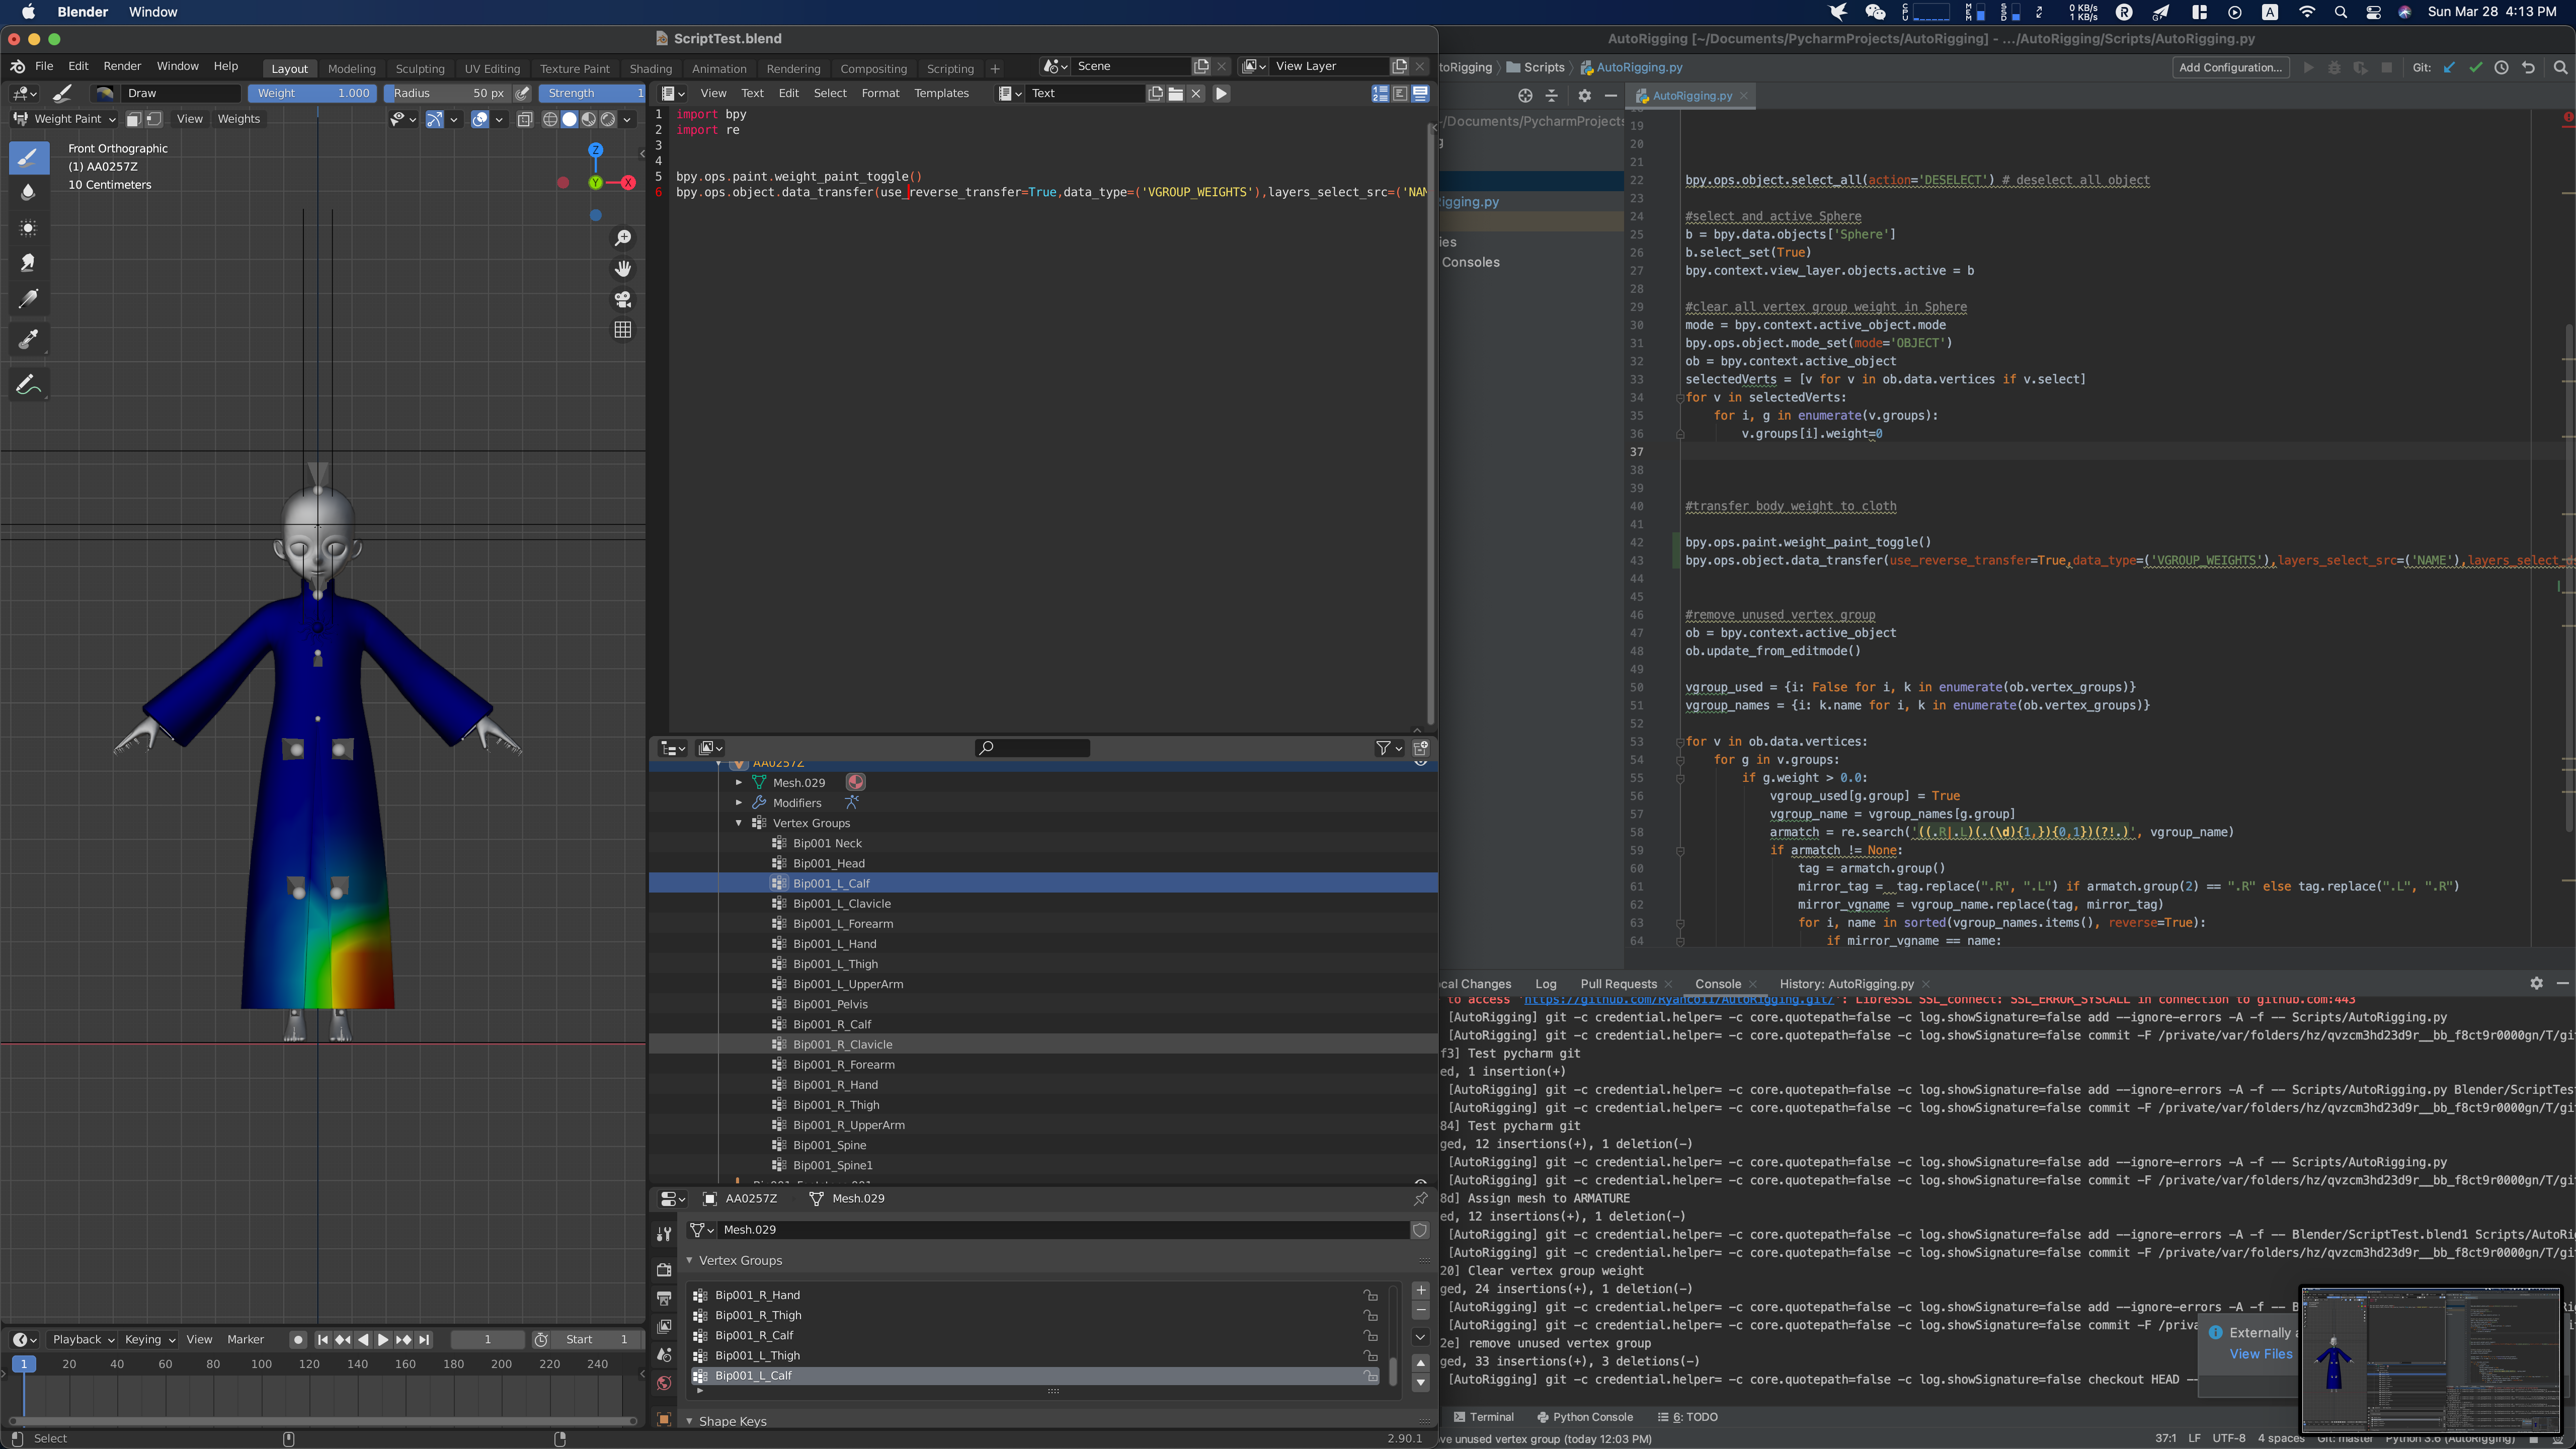 Blender Window
0 KB/s
1 KB/s
Sun Mar 28 4:13 PM
ScriptTest.blend
File Edit Render Window Help
Layout Modeling Sculpting UV Editing Texture Paint Shading Animation Rendering Compositing Scripting +
Scene
View Layer
Draw
Weight 1.000
Radius 50 px
Strength 1
Weight Paint
View Weights
Front Orthographic
(1) AA0257Z
10 Centimeters
Z
Y
X
View Text Edit Select Format Templates
Text
1 import bpy
2 import re
3
4
5 bpy.ops.paint.weight_paint_toggle()
6 bpy.ops.object.data_transfer(use_reverse_transfer=True,data_type=('VGROUP_WEIGHTS'),layers_select_src=('NAM
AA0257Z
Mesh.029
Modifiers
Vertex Groups
Bip001 Neck
Bip001_Head
Bip001_L_Calf
Bip001_L_Clavicle
Bip001_L_Forearm
Bip001_L_Hand
Bip001_L_Thigh
Bip001_L_UpperArm
Bip001_Pelvis
Bip001_R_Calf
Bip001_R_Clavicle
Bip001_R_Forearm
Bip001_R_Hand
Bip001_R_Thigh
Bip001_R_UpperArm
Bip001_Spine
Bip001_Spine1
AA0257Z Mesh.029
Mesh.029
Vertex Groups
Bip001_R_Hand
Bip001_R_Thigh
Bip001_R_Calf
Bip001_L_Thigh
Bip001_L_Calf
Shape Keys
Playback Keying View Marker
1
Start 1
1 20 40 60 80 100 120 140 160 180 200 220 240
Select
2.90.1
AutoRigging [~/Documents/PycharmProjects/AutoRigging] - .../AutoRigging/Scripts/AutoRigging.py
toRigging Scripts AutoRigging.py
Add Configuration...
Git:
AutoRigging.py
~/Documents/PycharmProjects
igging.py
ies
Consoles
19
20
21
22 bpy.ops.object.select_all(action='DESELECT') # deselect all object
23
24 #select and active Sphere
25 b = bpy.data.objects['Sphere']
26 b.select_set(True)
27 bpy.context.view_layer.objects.active = b
28
29 #clear all vertex group weight in Sphere
30 mode = bpy.context.active_object.mode
31 bpy.ops.object.mode_set(mode='OBJECT')
32 ob = bpy.context.active_object
33 selectedVerts = [v for v in ob.data.vertices if v.select]
34 for v in selectedVerts:
35 for i, g in enumerate(v.groups):
36 v.groups[i].weight=0
37
38
39
40 #transfer body weight to cloth
41
42 bpy.ops.paint.weight_paint_toggle()
43 bpy.ops.object.data_transfer(use_reverse_transfer=True,data_type=('VGROUP_WEIGHTS'),layers_select_src=('NAME'),layers_select_ds
44
45
46 #remove unused vertex group
47 ob = bpy.context.active_object
48 ob.update_from_editmode()
49
50 vgroup_used = {i: False for i, k in enumerate(ob.vertex_groups)}
51 vgroup_names = {i: k.name for i, k in enumerate(ob.vertex_groups)}
52
53 for v in ob.data.vertices:
54 for g in v.groups:
55 if g.weight > 0.0:
56 vgroup_used[g.group] = True
57 vgroup_name = vgroup_names[g.group]
58 armatch = re.search('((.R|.L)(.(\d){1,}){0,1})(?!.)', vgroup_name)
59 if armatch != None:
60 tag = armatch.group()
61 mirror_tag = tag.replace(".R", ".L") if armatch.group(2) == ".R" else tag.replace(".L", ".R")
62 mirror_vgname = vgroup_name.replace(tag, mirror_tag)
63 for i, name in sorted(vgroup_names.items(), reverse=True):
64 if mirror_vgname == name:
cal Changes Log Pull Requests Console History: AutoRigging.py
to access 'https://github.com/Ryanco11/AutoRigging.git/': LibreSSL SSL_connect: SSL_ERROR_SYSCALL in connection to github.com:443
[AutoRigging] git -c credential.helper= -c core.quotepath=false -c log.showSignature=false add --ignore-errors -A -f -- Scripts/AutoRigging.py
[AutoRigging] git -c credential.helper= -c core.quotepath=false -c log.showSignature=false commit -F /private/var/folders/hz/qvzcm3hd23d9r__bb_f8ct9r0000gn/T/git
f3] Test pycharm git
ed, 1 insertion(+)
[AutoRigging] git -c credential.helper= -c core.quotepath=false -c log.showSignature=false add --ignore-errors -A -f -- Scripts/AutoRigging.py Blender/ScriptTes
[AutoRigging] git -c credential.helper= -c core.quotepath=false -c log.showSignature=false commit -F /private/var/folders/hz/qvzcm3hd23d9r__bb_f8ct9r0000gn/T/git
84] Test pycharm git
ged, 12 insertions(+), 1 deletion(-)
[AutoRigging] git -c credential.helper= -c core.quotepath=false -c log.showSignature=false add --ignore-errors -A -f -- Scripts/AutoRigging.py
[AutoRigging] git -c credential.helper= -c core.quotepath=false -c log.showSignature=false commit -F /private/var/folders/hz/qvzcm3hd23d9r__bb_f8ct9r0000gn/T/git
8d] Assign mesh to ARMATURE
ed, 12 insertions(+), 1 deletion(-)
[AutoRigging] git -c credential.helper= -c core.quotepath=false -c log.showSignature=false add --ignore-errors -A -f -- Blender/ScriptTest.blend1 Scripts/AutoRi
[AutoRigging] git -c credential.helper= -c core.quotepath=false -c log.showSignature=false commit -F /private/var/folders/hz/qvzcm3hd23d9r__bb_f8ct9r0000gn/T/git
20] Clear vertex group weight
ged, 24 insertions(+), 1 deletion(-)
[AutoRigging] git -c credential.helper= -c core.quotepath=false -c log.showSignature=false add --ignore-errors -A -f -- B
[AutoRigging] git -c credential.helper= -c core.quotepath=false -c log.showSignature=false commit -F /priva
2e] remove unused vertex group
ged, 33 insertions(+), 3 deletions(-)
[AutoRigging] git -c credential.helper= -c core.quotepath=false -c log.showSignature=false checkout HEAD --
Externally a
View Files
Terminal Python Console 6: TODO
ve unused vertex group (today 12:03 PM)
37:1 LF UTF-8 4 spaces Git: master Python 3.6 (AutoRigging)